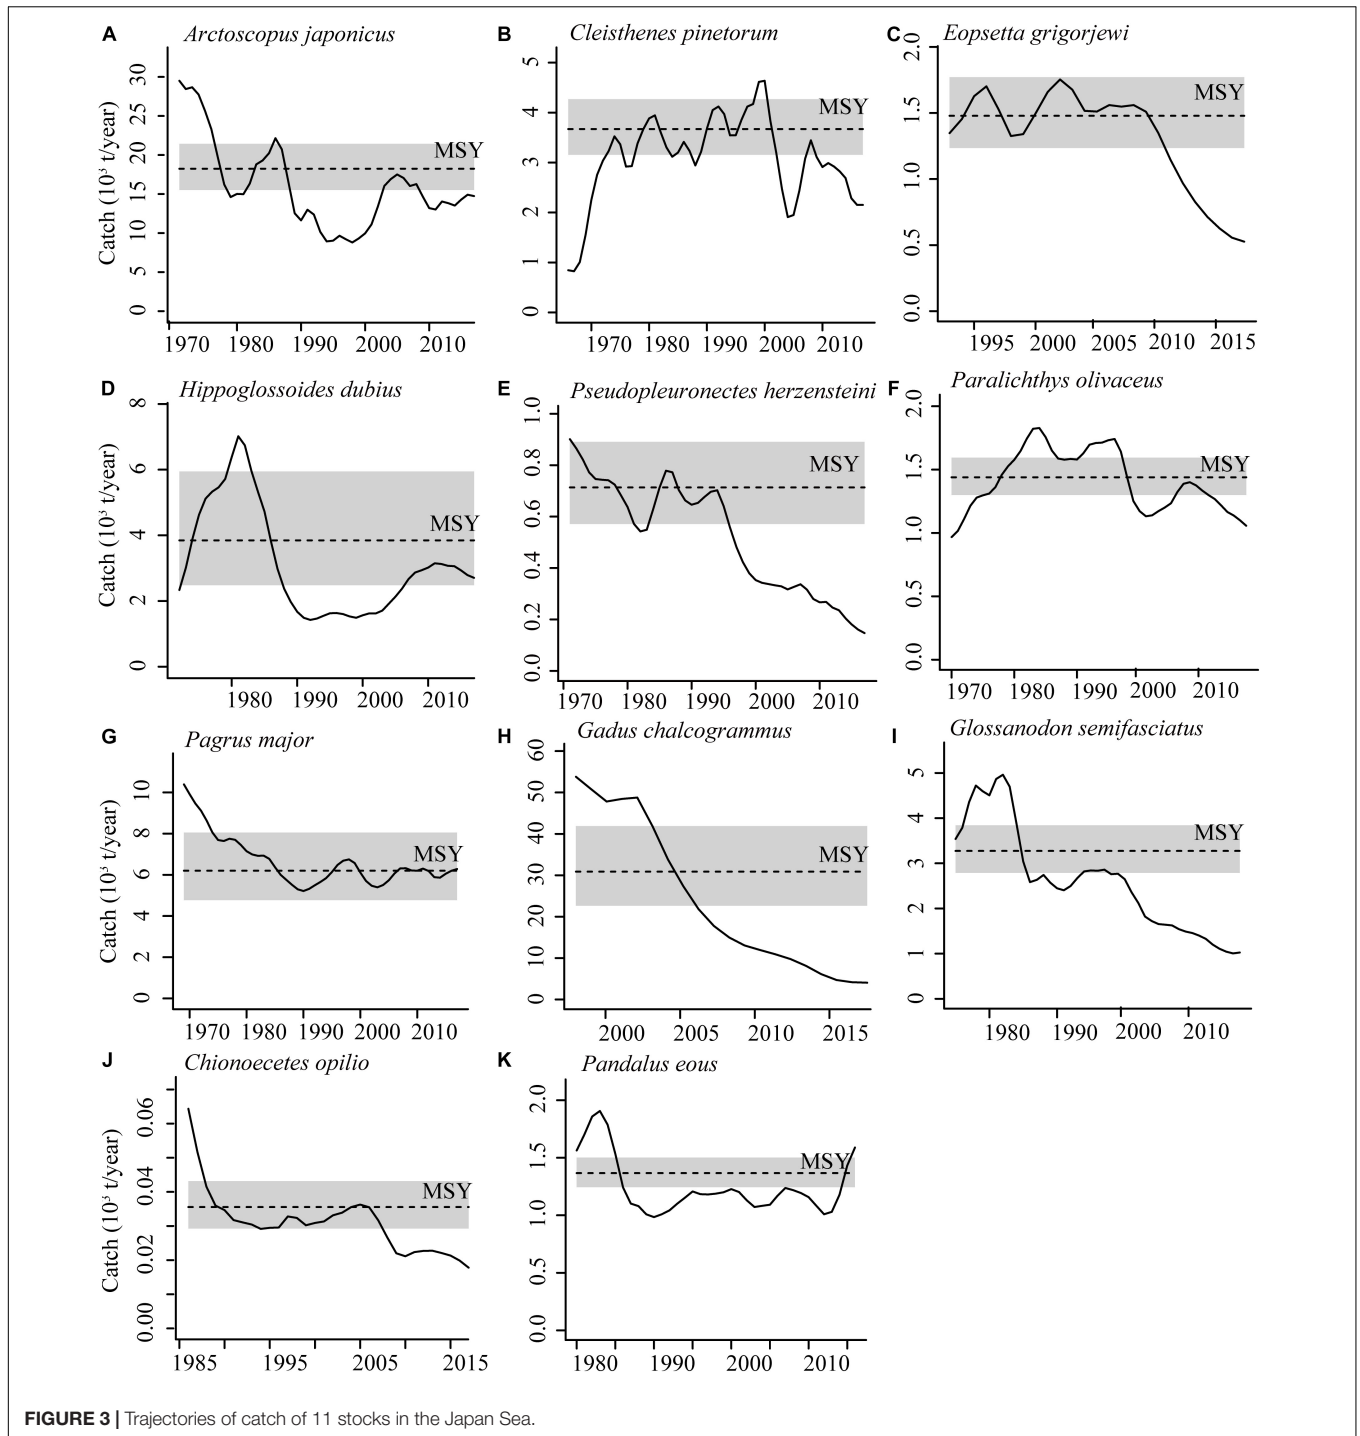 A Arctoscopus japonicus
Catch (10³ t/year)
30
25
20
15
10
5
0
MSY
1970 1980 1990 2000 2010
B Cleisthenes pinetorum
5
4
3
2
1
0
MSY
1970 1980 1990 2000 2010
C Eopsetta grigorjewi
2.0
1.5
1.0
0.5
0.0
MSY
1995 2000 2005 2010 2015
D Hippoglossoides dubius
Catch (10³ t/year)
8
6
4
2
0
MSY
1980 1990 2000 2010
E Pseudopleuronectes herzensteini
1.0
0.8
0.6
0.4
0.2
0.0
MSY
1970 1980 1990 2000 2010
F Paralichthys olivaceus
2.0
1.5
1.0
0.5
0.0
MSY
1970 1980 1990 2000 2010
G Pagrus major
Catch (10³ t/year)
10
8
6
4
2
0
MSY
1970 1980 1990 2000 2010
H Gadus chalcogrammus
60
50
40
30
20
10
0
MSY
2000 2005 2010 2015
I Glossanodon semifasciatus
5
4
3
2
1
0
MSY
1980 1990 2000 2010
J Chionoecetes opilio
Catch (10³ t/year)
0.06
0.04
0.02
0.00
MSY
1985 1995 2005 2015
K Pandalus eous
2.0
1.5
1.0
0.5
0.0
MSY
1980 1990 2000 2010
FIGURE 3 | Trajectories of catch of 11 stocks in the Japan Sea.